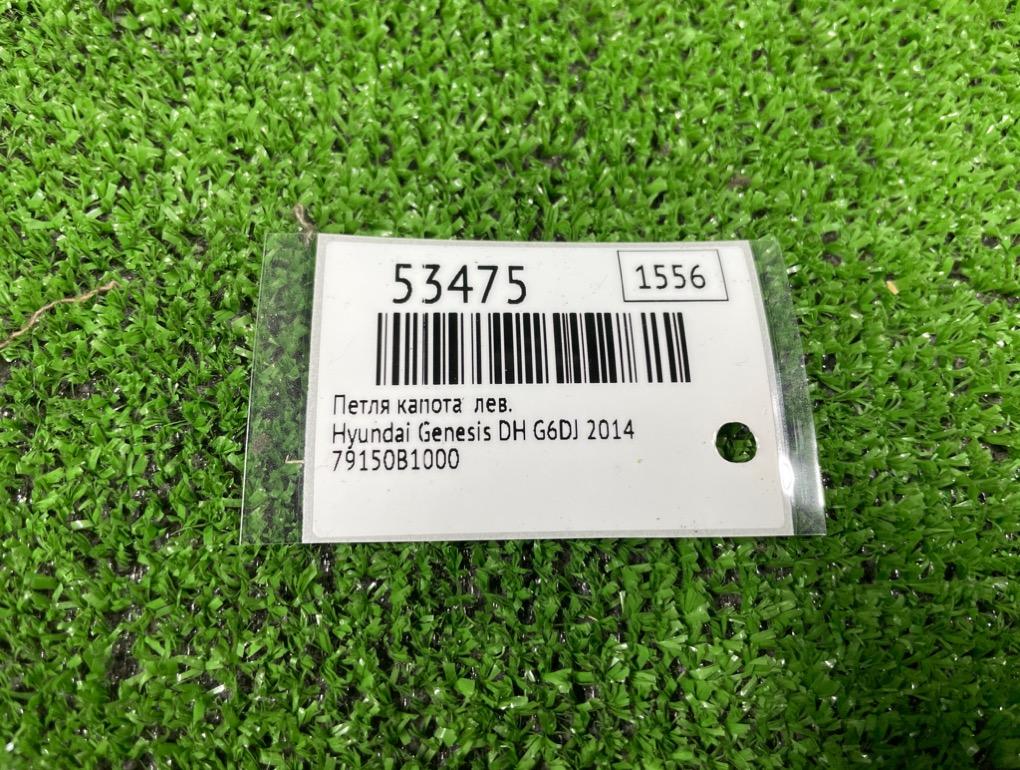 53475
1556
Петля капота лев.
Hyundai Genesis DH G6DJ 2014
79150B1000